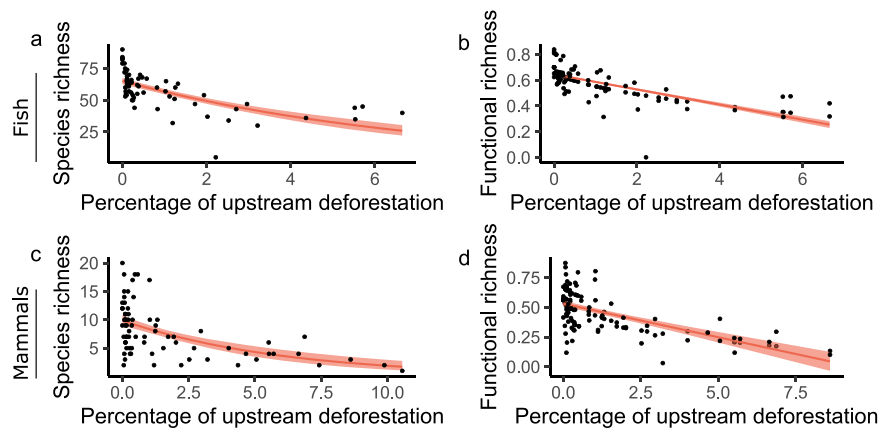 a
Fish
Species richness
75
50
25
0 2 4 6
Percentage of upstream deforestation
b
Functional richness
0.8
0.6
0.4
0.2
0.0
0 2 4 6
Percentage of upstream deforestation
c
Mammals
Species richness
20
15
10
5
0.0 2.5 5.0 7.5 10.0
Percentage of upstream deforestation
d
Functional richness
0.75
0.50
0.25
0.00
0.0 2.5 5.0 7.5
Percentage of upstream deforestation